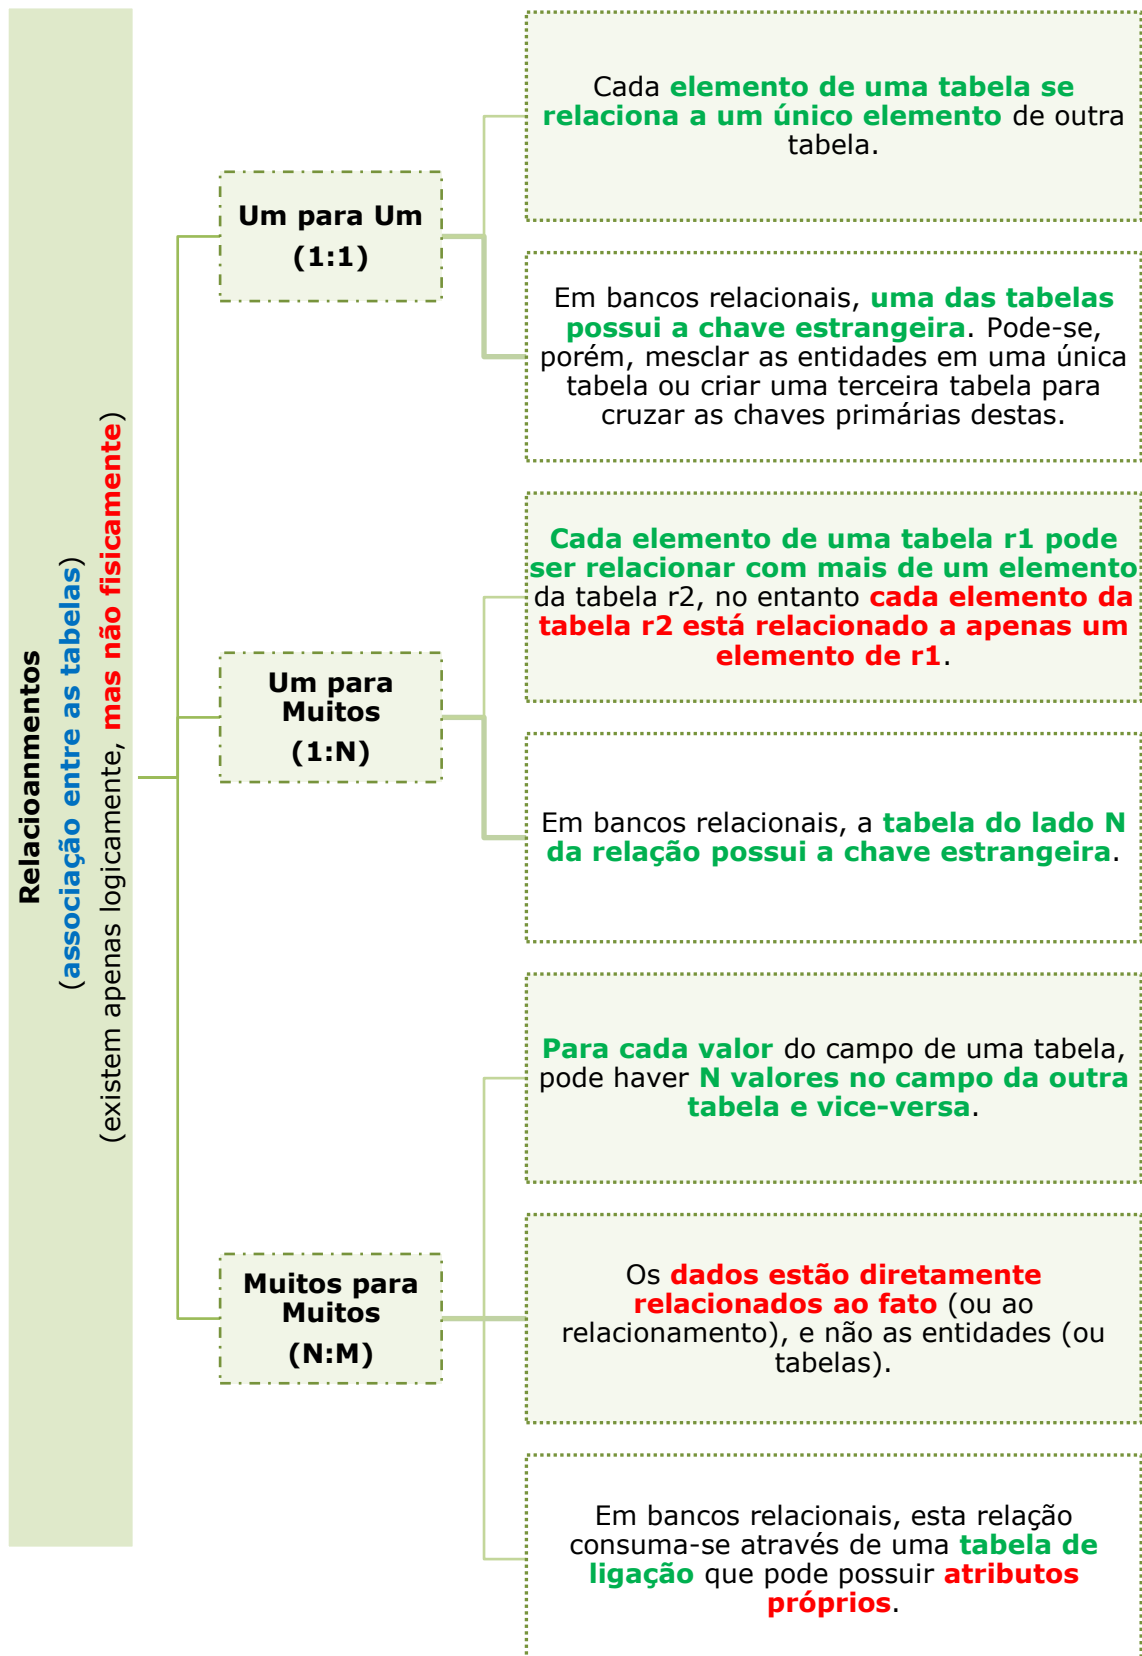 Relacioanmentos
(associação entre as tabelas)
(existem apenas logicamente, mas não fisicamente)
Um para Um
(1:1)
Cada elemento de uma tabela se
relaciona a um único elemento de outra
tabela.
Em bancos relacionais, uma das tabelas
possui a chave estrangeira. Pode-se,
porém, mesclar as entidades em uma única
tabela ou criar uma terceira tabela para
cruzar as chaves primárias destas.
Um para
Muitos
(1:N)
Cada elemento de uma tabela r1 pode
ser relacionar com mais de um elemento
da tabela r2, no entanto cada elemento da
tabela r2 está relacionado a apenas um
elemento de r1.
Em bancos relacionais, a tabela do lado N
da relação possui a chave estrangeira.
Muitos para
Muitos
(N:M)
Para cada valor do campo de uma tabela,
pode haver N valores no campo da outra
tabela e vice-versa.
Os dados estão diretamente
relacionados ao fato (ou ao
relacionamento), e não as entidades (ou
tabelas).
Em bancos relacionais, esta relação
consuma-se através de uma tabela de
ligação que pode possuir atributos
próprios.